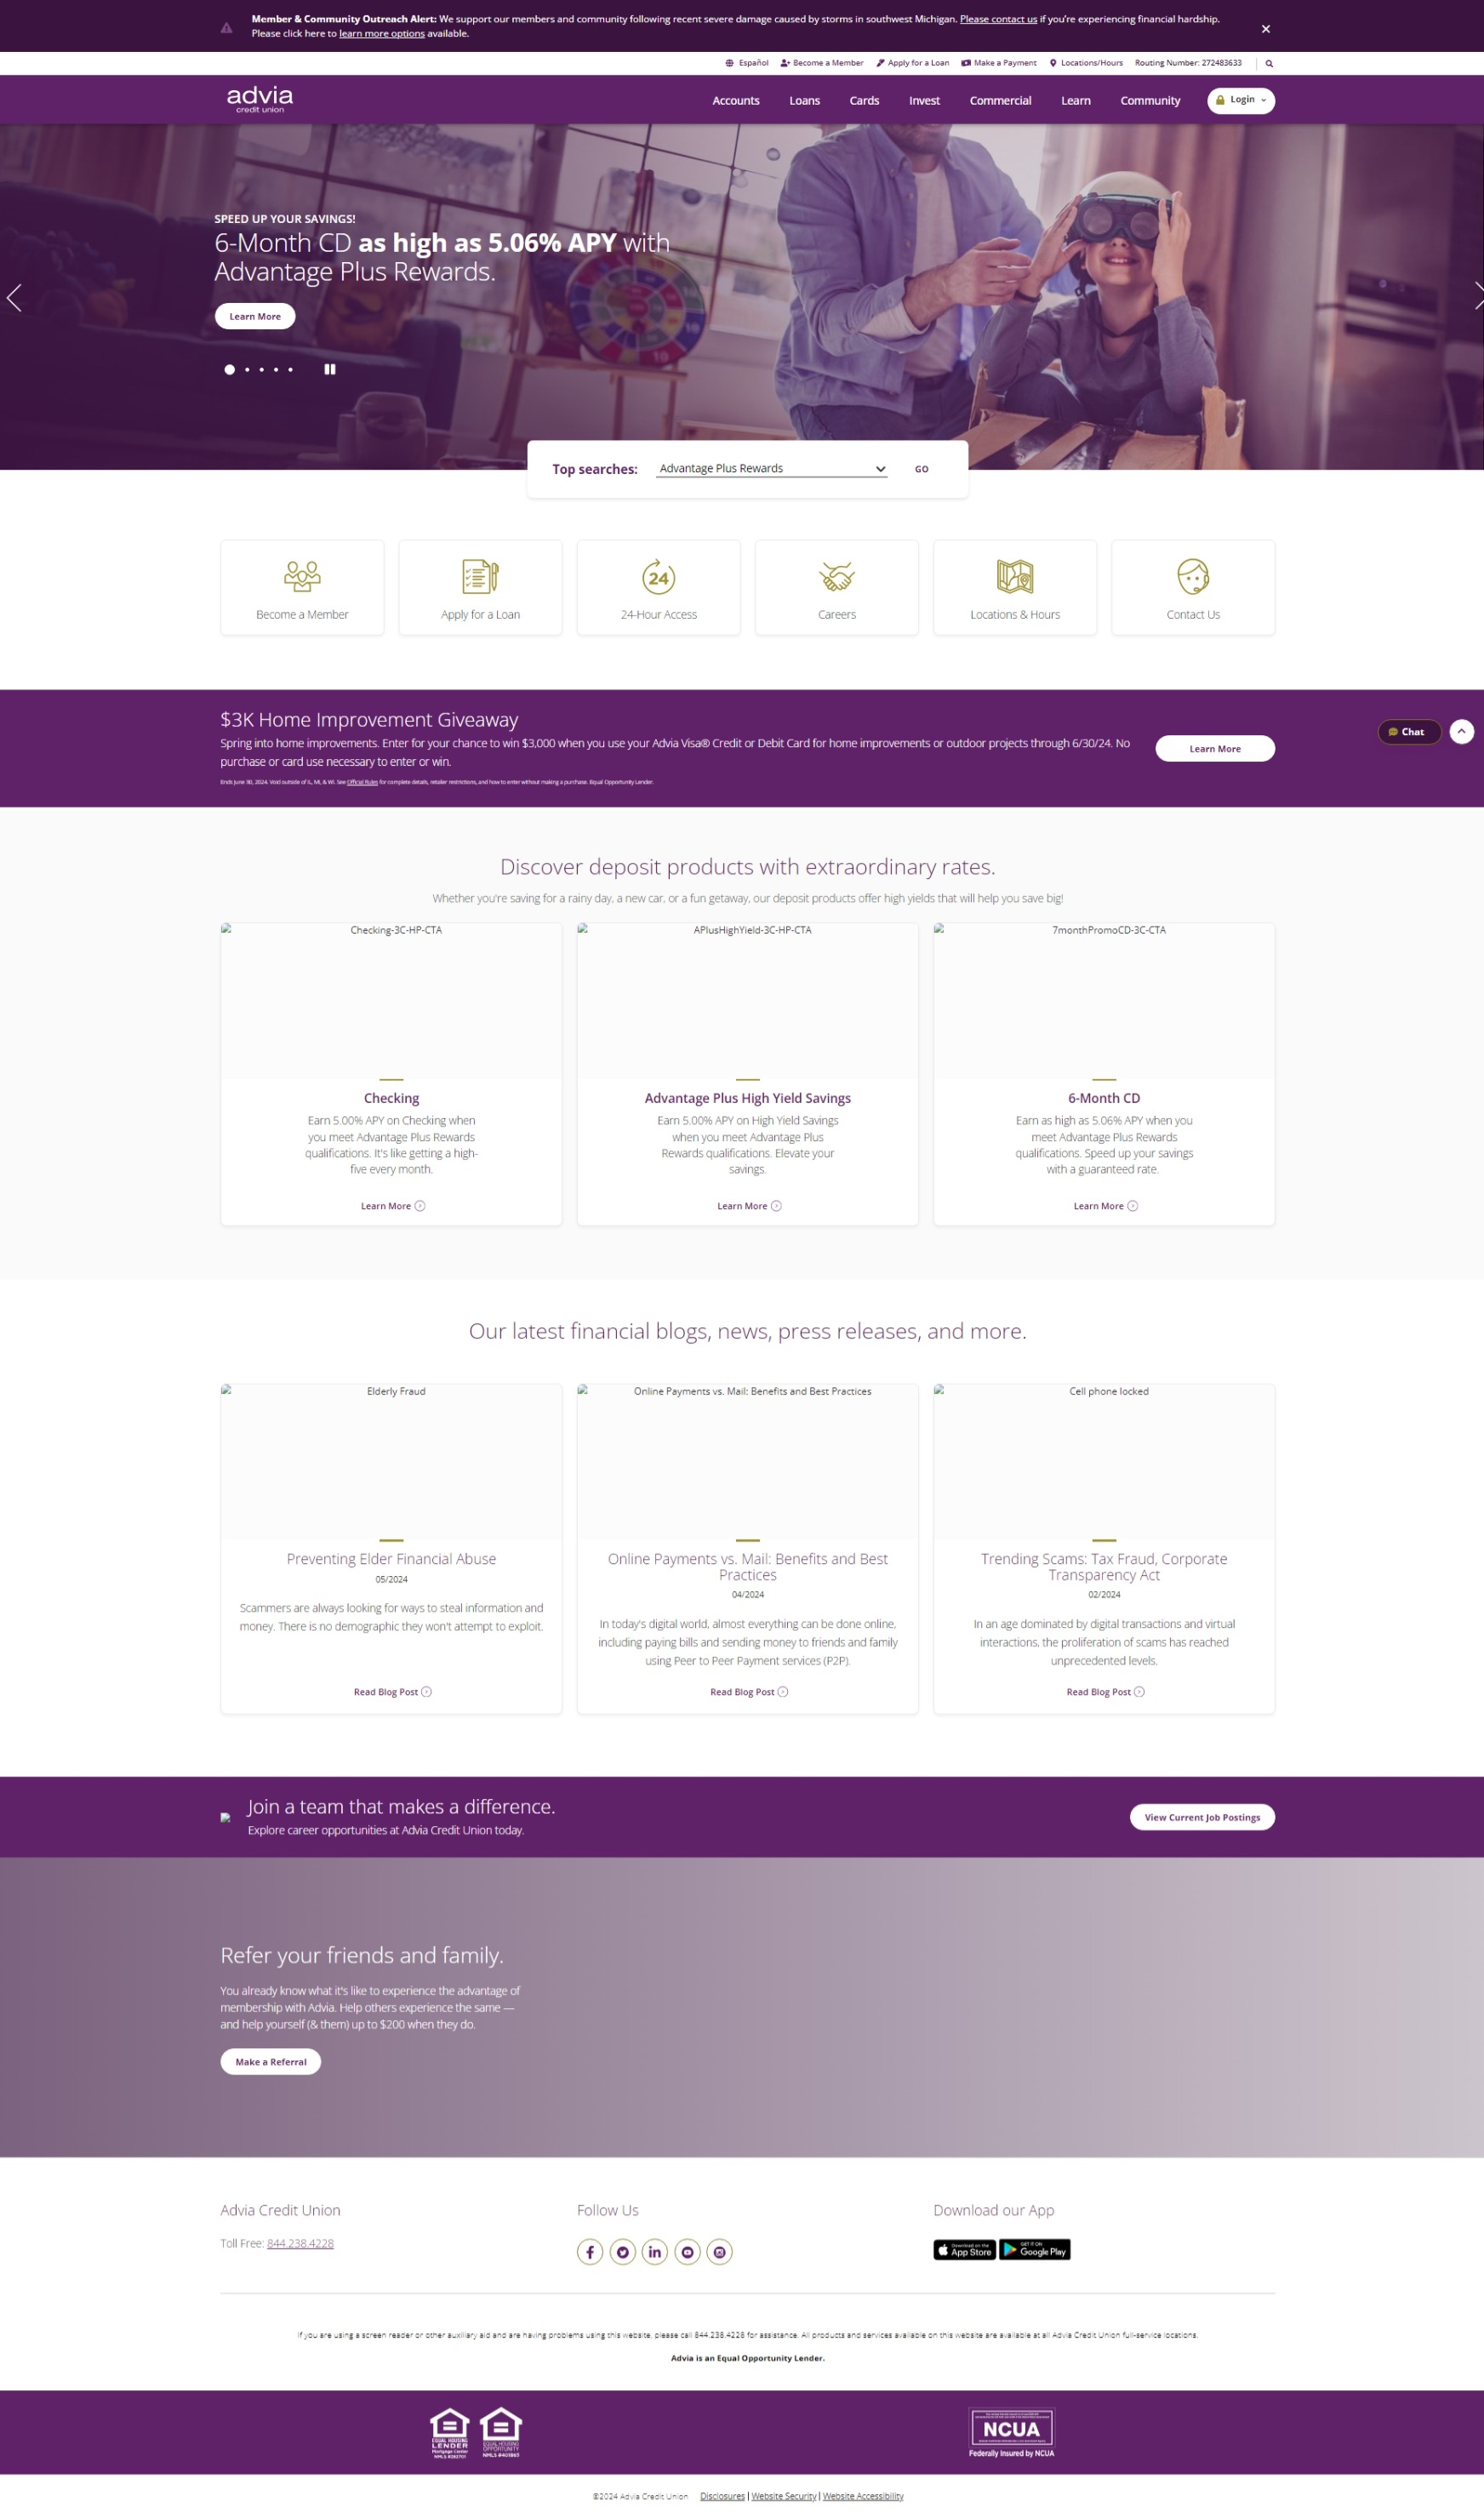 Member & Community Outreach Alert: We support our members and community following recent severe damage caused by storms in southwest Michigan. Please contact us if you're experiencing financial hardship.
Please click here to learn more options available.
Español Become a Member Apply for a Loan Make a Payment Locations/Hours Routing Number: 272483633
advia
credit union
Accounts Loans Cards Invest Commercial Learn Community Login
SPEED UP YOUR SAVINGS!
6-Month CD as high as 5.06% APY with
Advantage Plus Rewards.
Learn More
10
Top searches: Advantage Plus Rewards GO
24
Become a Member Apply for a Loan 24-Hour Access Careers Locations & Hours Contact Us
$3K Home Improvement Giveaway
Spring into home improvements. Enter for your chance to win $3,000 when you use your Advia Visa® Credit or Debit Card for home improvements or outdoor projects through 6/30/24. No
purchase or card use necessary to enter or win.
Ends June 30, 2024. Void outside of IL, MI, & WI. See Official Rules for complete details, retailer restrictions, and how to enter without making a purchase. Equal Opportunity Lender.
Learn More
Chat
Discover deposit products with extraordinary rates.
Whether you're saving for a rainy day, a new car, or a fun getaway, our deposit products offer high yields that will help you save big!
Checking-3C-HP-CTA
Checking
Earn 5.00% APY on Checking when
you meet Advantage Plus Rewards
qualifications. It's like getting a high-
five every month.
Learn More
APlusHighYield-3C-HP-CTA
Advantage Plus High Yield Savings
Earn 5.00% APY on High Yield Savings
when you meet Advantage Plus
Rewards qualifications. Elevate your
savings.
Learn More
7monthPromoCD-3C-CTA
6-Month CD
Earn as high as 5.06% APY when you
meet Advantage Plus Rewards
qualifications. Speed up your savings
with a guaranteed rate.
Learn More
Our latest financial blogs, news, press releases, and more.
Elderly Fraud
Preventing Elder Financial Abuse
05/2024
Scammers are always looking for ways to steal information and
money. There is no demographic they won't attempt to exploit.
Read Blog Post
Online Payments vs. Mail: Benefits and Best Practices
Online Payments vs. Mail: Benefits and Best
Practices
04/2024
In today's digital world, almost everything can be done online,
including paying bills and sending money to friends and family
using Peer to Peer Payment services (P2P).
Read Blog Post
Cell phone locked
Trending Scams: Tax Fraud, Corporate
Transparency Act
02/2024
In an age dominated by digital transactions and virtual
interactions, the proliferation of scams has reached
unprecedented levels.
Read Blog Post
Join a team that makes a difference.
Explore career opportunities at Advia Credit Union today.
View Current Job Postings
Refer your friends and family.
You already know what it's like to experience the advantage of
membership with Advia. Help others experience the same —
and help yourself (& them) up to $200 when they do.
Make a Referral
Advia Credit Union
Toll Free: 844.238.4228
Follow Us
Download our App
Download on the
App Store
GET IT ON
Google Play
If you are using a screen reader or other auxiliary aid and are having problems using this website, please call 844.238.4228 for assistance. All products and services available on this website are available at all Advia Credit Union full-service locations.
Advia is an Equal Opportunity Lender.
EQUAL HOUSING
LENDER
Mortgage Center
EQUAL HOUSING
OPPORTUNITY
NMLS #401863
NCUA
Federally Insured by NCUA
©2024 Advia Credit Union Disclosures | Website Security | Website Accessibility